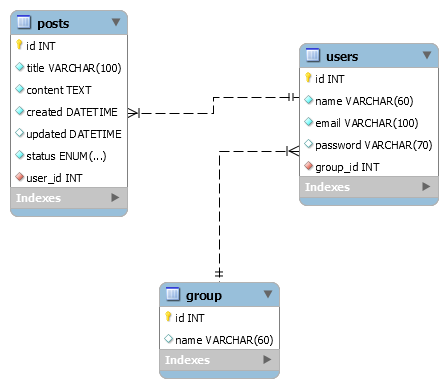 posts
id INT
title VARCHAR(100)
content TEXT
created DATETIME
updated DATETIME
status ENUM(...)
user_id INT
Indexes
users
id INT
name VARCHAR(60)
email VARCHAR(100)
password VARCHAR(70)
group_id INT
Indexes
group
id INT
name VARCHAR(60)
Indexes